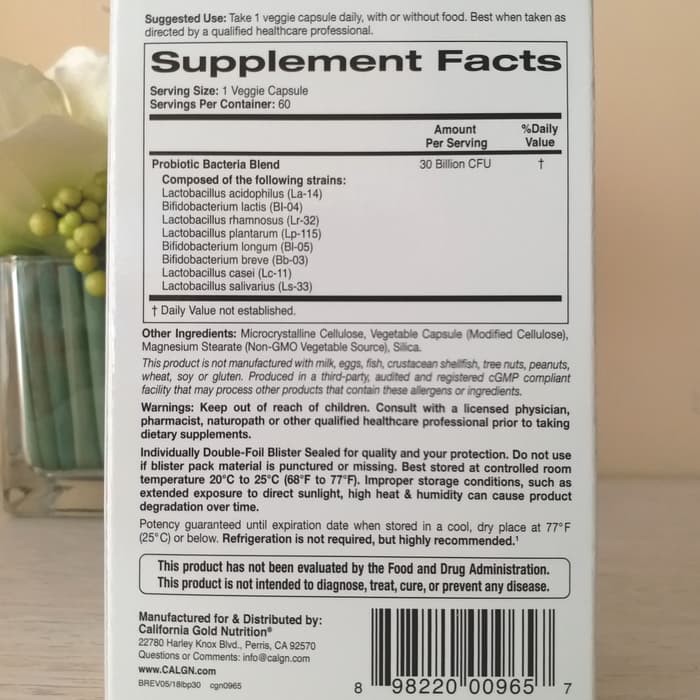 Suggested Use: Take 1 veggie capsule daily, with or without food. Best when taken as
directed by a qualified healthcare professional.
Supplement Facts
Serving Size: 1 Veggie Capsule
Servings Per Container: 60
Amount Per Serving
%Daily Value
Probiotic Bacteria Blend 30 Billion CFU †
Composed of the following strains:
Lactobacillus acidophilus (La-14)
Bifidobacterium lactis (Bl-04)
Lactobacillus rhamnosus (Lr-32)
Lactobacillus plantarum (Lp-115)
Bifidobacterium longum (Bl-05)
Bifidobacterium breve (Bb-03)
Lactobacillus casei (Lc-11)
Lactobacillus salivarius (Ls-33)
† Daily Value not established.
Other Ingredients: Microcrystalline Cellulose, Vegetable Capsule (Modified Cellulose),
Magnesium Stearate (Non-GMO Vegetable Source), Silica.
This product is not manufactured with milk, eggs, fish, crustacean shellfish, tree nuts, peanuts,
wheat, soy or gluten. Produced in a third-party, audited and registered cGMP compliant
facility that may process other products that contain these allergens or ingredients.
Warnings: Keep out of reach of children. Consult with a licensed physician,
pharmacist, naturopath or other qualified healthcare professional prior to taking
dietary supplements.
Individually Double-Foil Blister Sealed for quality and your protection. Do not use
if blister pack material is punctured or missing. Best stored at controlled room
temperature 20°C to 25°C (68°F to 77°F). Improper storage conditions, such as
extended exposure to direct sunlight, high heat & humidity can cause product
degradation over time.
Potency guaranteed until expiration date when stored in a cool, dry place at 77°F
(25°C) or below. Refrigeration is not required, but highly recommended.¹
This product has not been evaluated by the Food and Drug Administration.
This product is not intended to diagnose, treat, cure, or prevent any disease.
Manufactured for & Distributed by:
California Gold Nutrition®
22780 Harley Knox Blvd., Perris, CA 92570
Questions or Comments: info@calgn.com
www.CALGN.com
BREV05/18lbp30 cgn0965
8 98220 00965 7